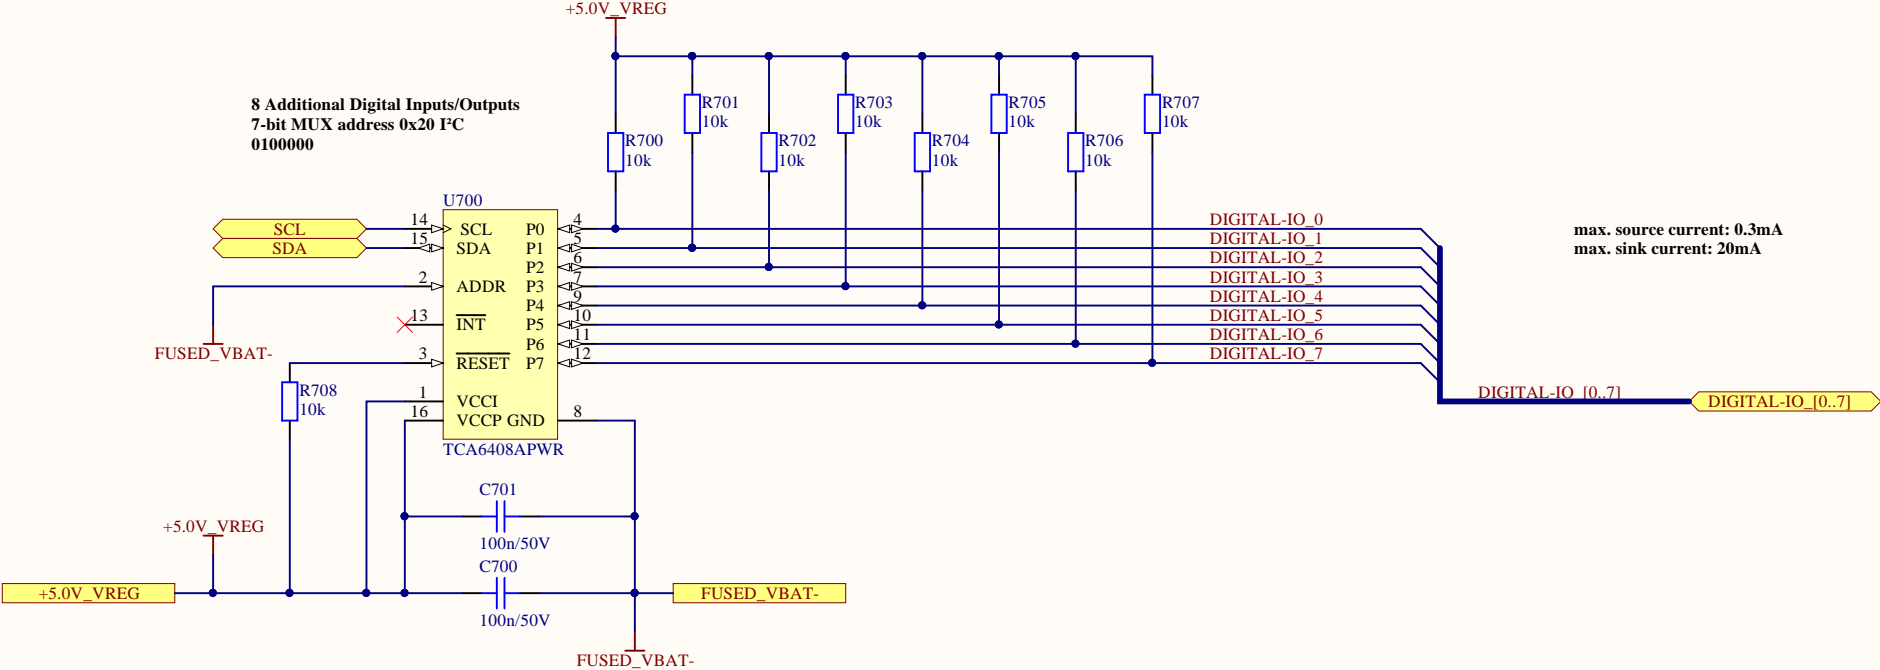 +5.0V_VREG
8 Additional Digital Inputs/Outputs
7-bit MUX address 0x20 I²C
0100000
R701
10k
R703
10k
R705
10k
R707
10k
R700
10k
R702
10k
R704
10k
R706
10k
U700
SCL
14
SCL
P0
4
DIGITAL-IO_0
SDA
15
SDA
P1
5
DIGITAL-IO_1
P2
6
DIGITAL-IO_2
2
ADDR
P3
7
DIGITAL-IO_3
P4
9
DIGITAL-IO_4
13
INT
P5
10
DIGITAL-IO_5
P6
11
DIGITAL-IO_6
3
RESET
P7
12
DIGITAL-IO_7
max. source current: 0.3mA
max. sink current: 20mA
FUSED_VBAT-
R708
10k
1
VCCI
16
VCCP
GND
8
TCA6408APWR
DIGITAL-IO_[0..7]
DIGITAL-IO_[0..7]
C701
100n/50V
+5.0V_VREG
C700
100n/50V
+5.0V_VREG
FUSED_VBAT-
FUSED_VBAT-